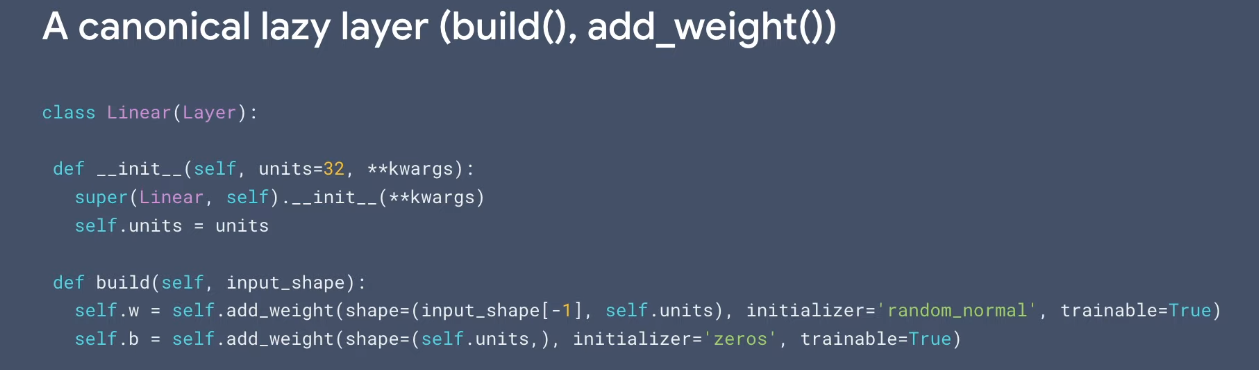 A canonical lazy layer (build(), add_weight())
class Linear(Layer):
def __init__(self, units=32, **kwargs):
super(Linear, self).__init__(**kwargs)
self.units = units
def build(self, input_shape):
self.w = self.add_weight(shape=(input_shape[-1], self.units), initializer='random_normal', trainable=True)
self.b = self.add_weight(shape=(self.units,), initializer='zeros', trainable=True)